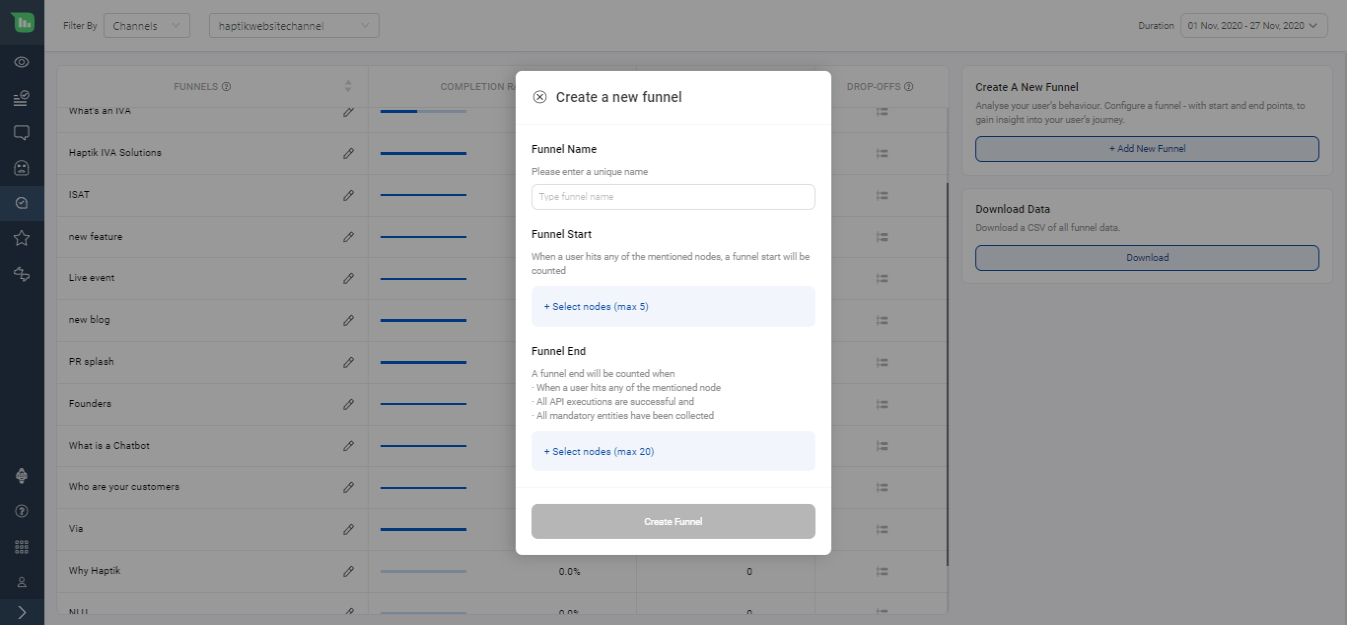 Filter By
Channels
haptikwebsitechannel
Duration
01 Nov, 2020 - 27 Nov, 2020
FUNNELS
COMPLETION RA
DROP-OFFS
What's an IVA
Haptik IVA Solutions
ISAT
new feature
Live event
new blog
PR splash
Founders
What is a Chatbot
Who are your customers
Via
Why Haptik
0.0%
0
NLU
0.0%
0
Create a new funnel
Funnel Name
Please enter a unique name
Type funnel name
Funnel Start
When a user hits any of the mentioned nodes, a funnel start will be
counted
+ Select nodes (max 5)
Funnel End
A funnel end will be counted when
- When a user hits any of the mentioned node
- All API executions are successful and
- All mandatory entities have been collected
+ Select nodes (max 20)
Create Funnel
Create A New Funnel
Analyse your user's behaviour. Configure a funnel - with start and end points, to
gain insight into your user's journey.
+ Add New Funnel
Download Data
Download a CSV of all funnel data.
Download